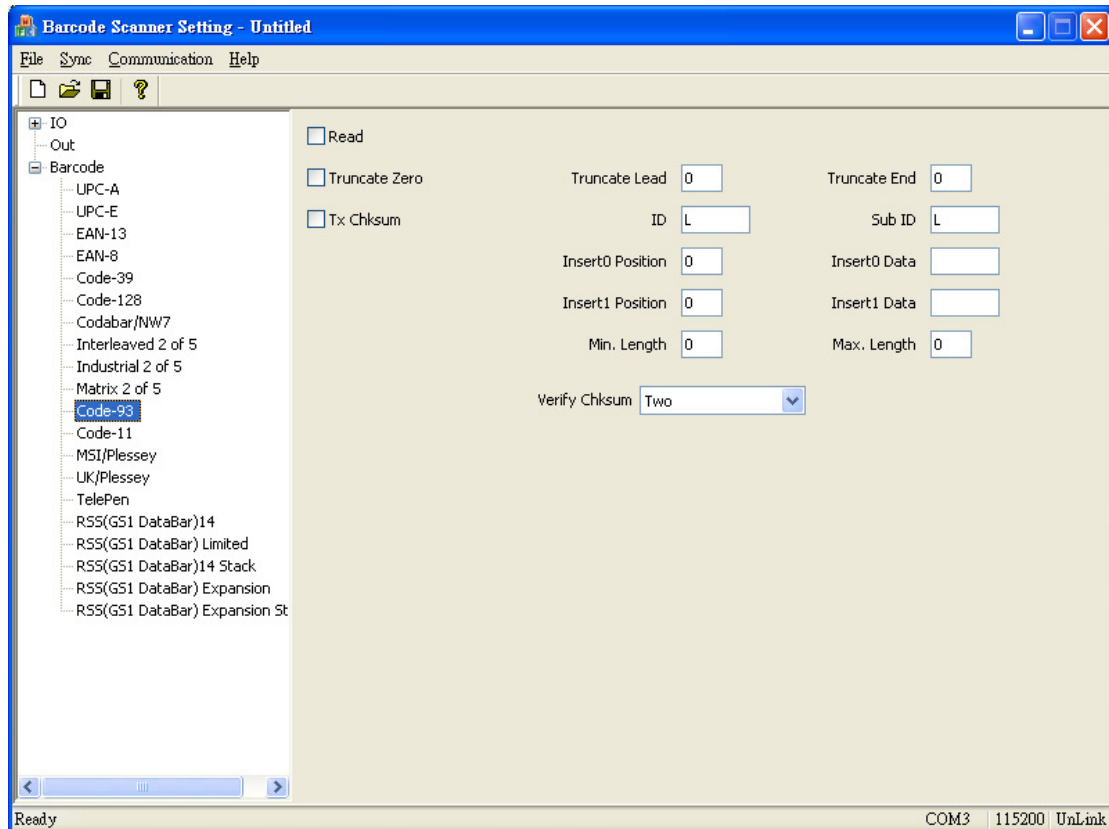 Barcode Scanner Setting - Untitled
File Sync Communication Help
IO
Out
Barcode
UPC-A
UPC-E
EAN-13
EAN-8
Code-39
Code-128
Codabar/NW7
Interleaved 2 of 5
Industrial 2 of 5
Matrix 2 of 5
Code-93
Code-11
MSI/Plessey
UK/Plessey
TelePen
RSS(GS1 DataBar)14
RSS(GS1 DataBar) Limited
RSS(GS1 DataBar)14 Stack
RSS(GS1 DataBar) Expansion
RSS(GS1 DataBar) Expansion St
Read
Truncate Zero Truncate Lead 0 Truncate End 0
Tx Chksum ID L Sub ID L
Insert0 Position 0 Insert0 Data
Insert1 Position 0 Insert1 Data
Min. Length 0 Max. Length 0
Verify Chksum Two
Ready COM3 115200 UnLink